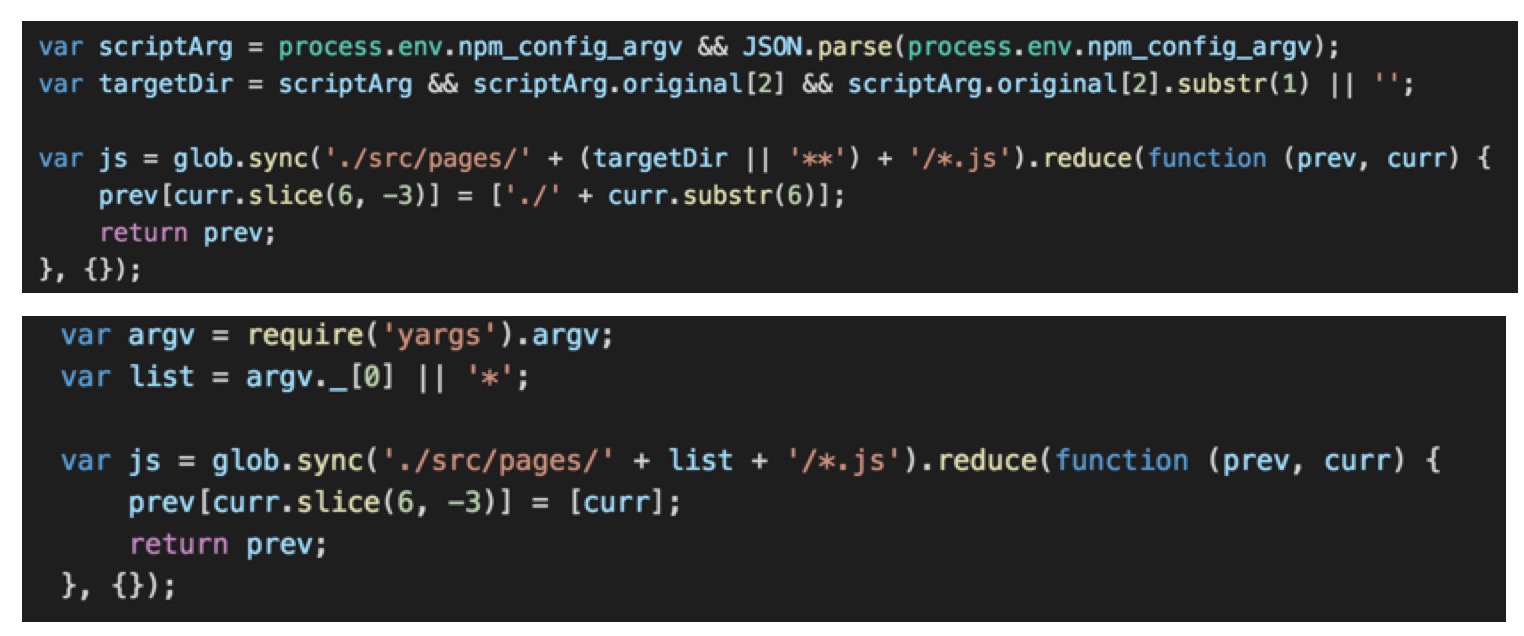 var scriptArg = process.env.npm_config_argv && JSON.parse(process.env.npm_config_argv);
var targetDir = scriptArg && scriptArg.original[2] && scriptArg.original[2].substr(1) || '';

var js = glob.sync('./src/pages/' + (targetDir || '**') + '/*.js').reduce(function (prev, curr) {
    prev[curr.slice(6, -3)] = ['./' + curr.substr(6)];
    return prev;
}, {});

var argv = require('yargs').argv;
var list = argv._[0] || '*';

var js = glob.sync('./src/pages/' + list + '/*.js').reduce(function (prev, curr) {
    prev[curr.slice(6, -3)] = [curr];
    return prev;
}, {});